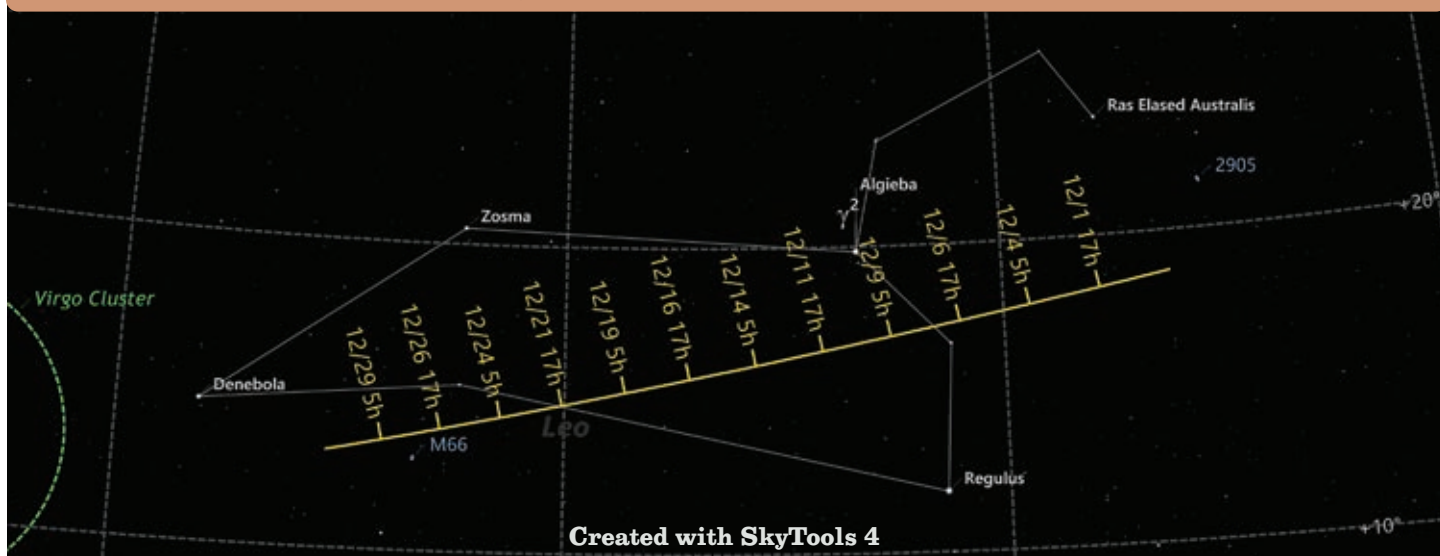 Ras Elased Australis
2905
Algieba
γ²
Zosma
+20°
12/1 17h
12/4 5h
12/6 17h
12/9 5h
12/11 17h
12/14 5h
12/16 17h
12/19 5h
12/21 17h
12/24 5h
12/26 17h
12/29 5h
Virgo Cluster
Denebola
Leo
M66
Regulus
+10°
Created with SkyTools 4